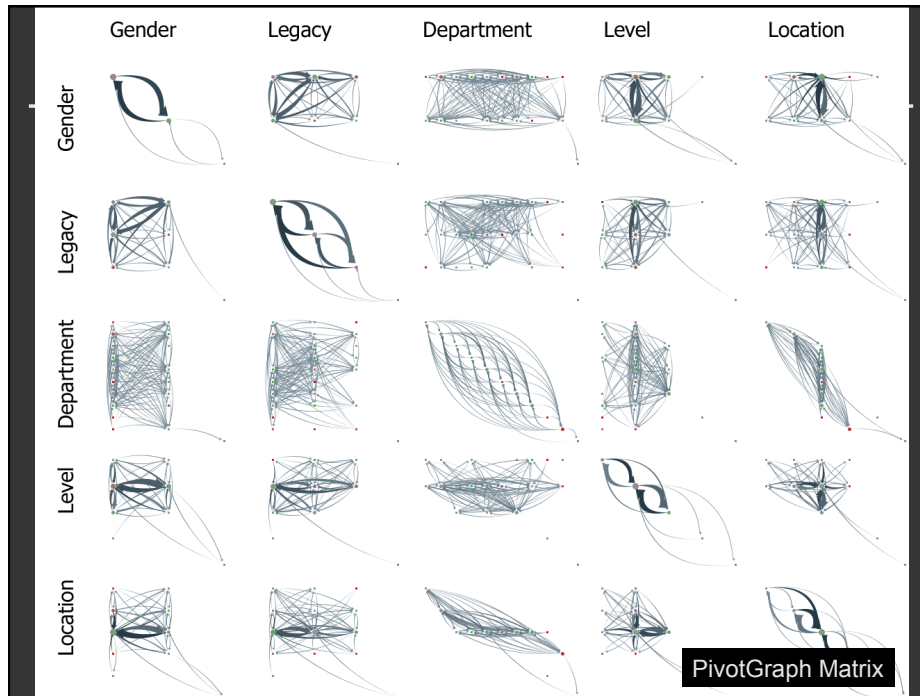 Gender Legacy Department Level Location
Gender
Legacy
Department
Level
Location
PivotGraph Matrix